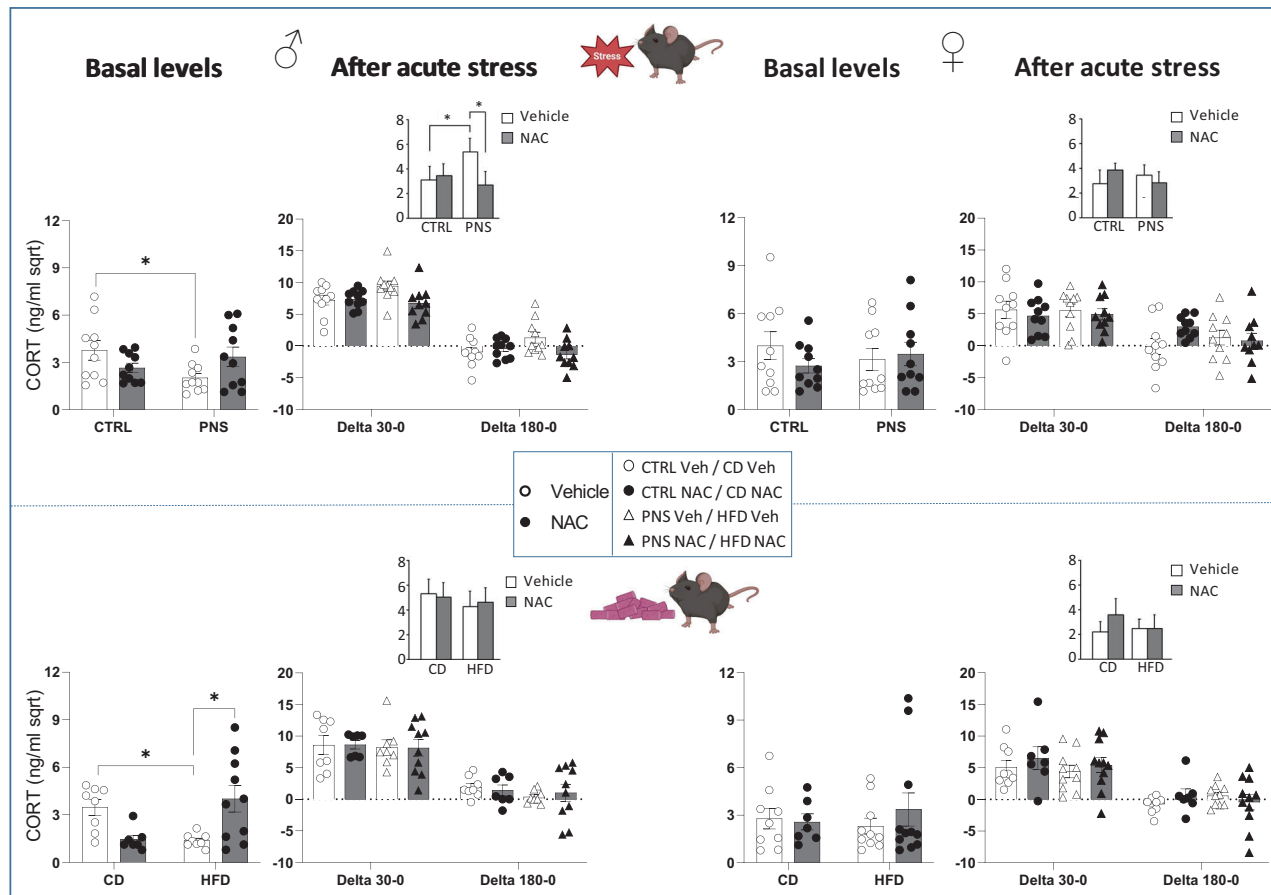 ♂ ♀
Basal levels After acute stress Stress Basal levels After acute stress
* *
Vehicle
NAC
8
6
4
2
0
CTRL PNS
Vehicle
NAC
8
6
4
2
0
CTRL PNS
CORT (ng/ml sqrt)
12
9
6
3
0
*
CTRL PNS
20
15
10
5
0
-5
-10
Delta 30-0 Delta 180-0
12
9
6
3
0
CTRL PNS
20
15
10
5
0
-5
-10
Delta 30-0 Delta 180-0
Vehicle
NAC
CTRL Veh / CD Veh
CTRL NAC / CD NAC
PNS Veh / HFD Veh
PNS NAC / HFD NAC
8
6
4
2
0
CD HFD
Vehicle
NAC
8
6
4
2
0
CD HFD
Vehicle
NAC
CORT (ng/ml sqrt)
12
9
6
3
0
* *
CD HFD
20
15
10
5
0
-5
-10
Delta 30-0 Delta 180-0
12
9
6
3
0
CD HFD
20
15
10
5
0
-5
-10
Delta 30-0 Delta 180-0